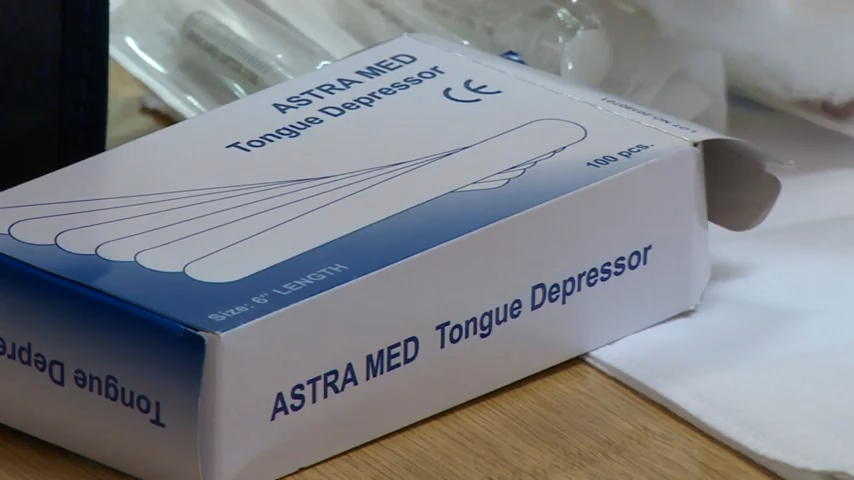 ASTRA MED
Tongue Depressor
CE
100 pcs.
Size: 6" LENGTH
ASTRA MED Tongue Depressor
Tongue Depre